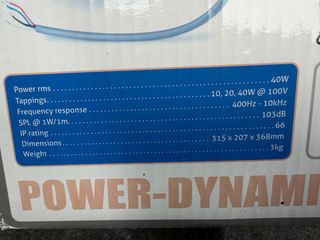 Power rms ..... 40W
Tappings ..... 10, 20, 40W @ 100V
Frequency response ..... 400Hz - 10kHz
SPL @ 1W/1m. ..... 103dB
IP rating ..... 66
Dimensions ..... 315 x 207 x 368mm
Weight ..... 3kg
POWER-DYNAMI